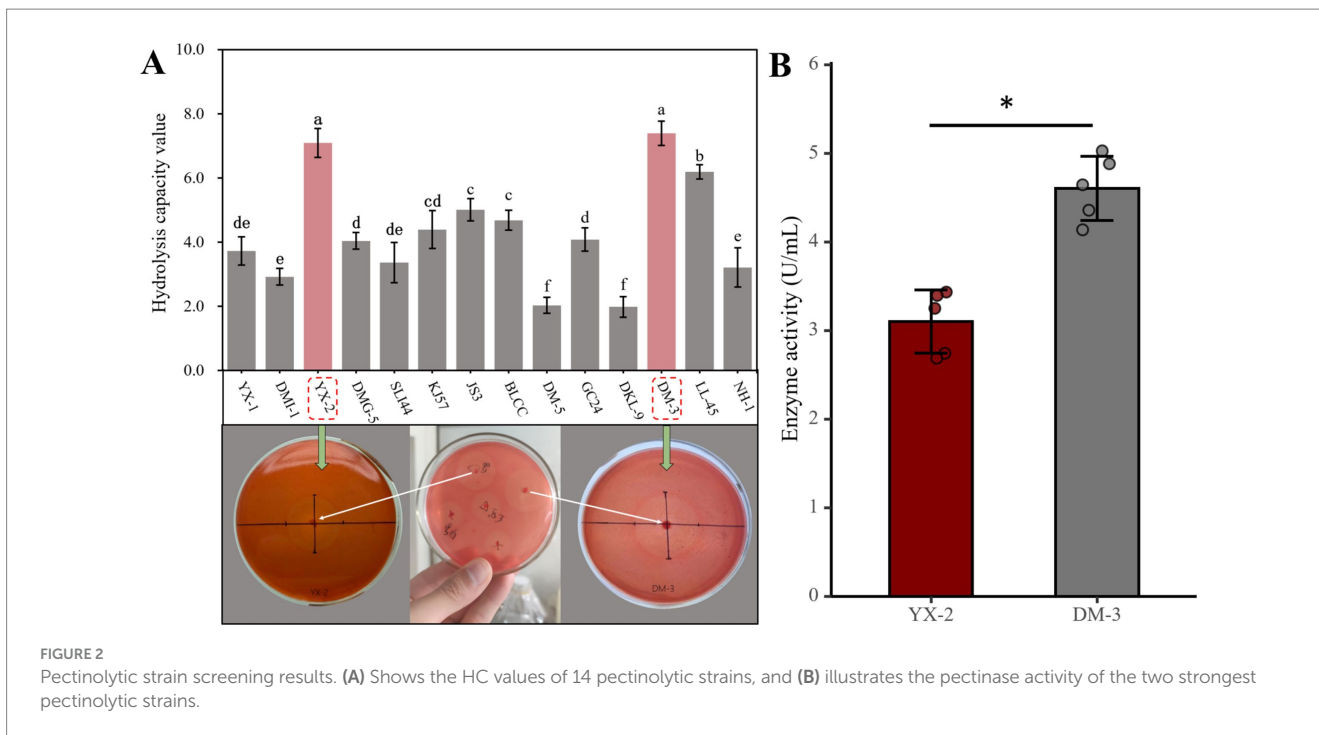 A
10.0
8.0
6.0
4.0
2.0
0.0
Hydrolysis capacity value
de
e
a
d
de
cd
c
c
f
d
f
a
b
e
YX-1
DMI-1
YX-2
DMG-5
SLI44
KJ57
JS3
BLCC
DM-5
GC24
DKL-9
DM-3
LL-45
NH-1
YX-2
DM-3
B
6
5
4
3
2
1
0
Enzyme activity (U/mL)
*
YX-2
DM-3
FIGURE 2
Pectinolytic strain screening results. (A) Shows the HC values of 14 pectinolytic strains, and (B) illustrates the pectinase activity of the two strongest
pectinolytic strains.